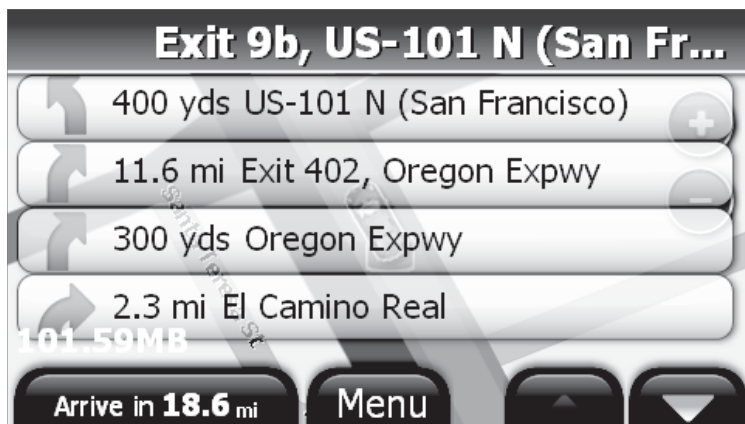 Exit 9b, US-101 N (San Fr...
400 yds US-101 N (San Francisco)
11.6 mi Exit 402, Oregon Expwy
300 yds Oregon Expwy
2.3 mi El Camino Real
101.59MB
Arrive in 18.6 mi
Menu